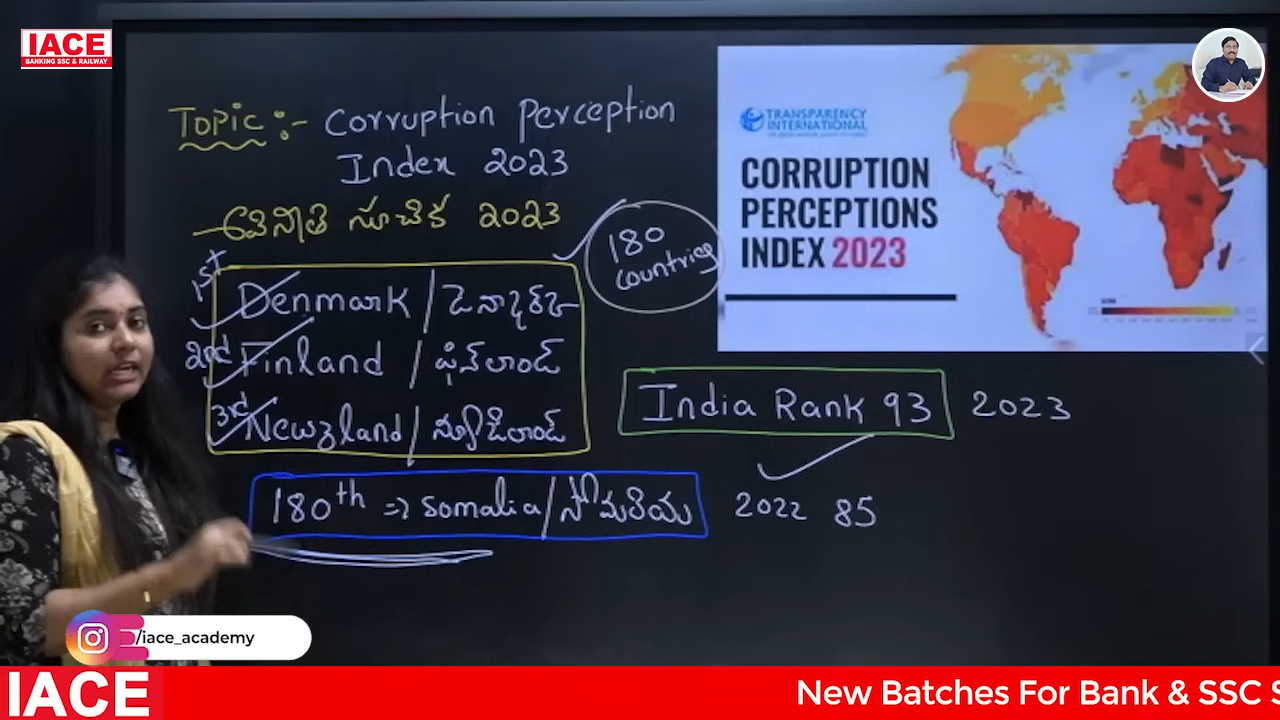 IACE
BANKING SSC & RAILWAY
Topic:- Corruption Perception
Index 2023
అవినీతి సూచిక 2023
180
countries
TRANSPARENCY
INTERNATIONAL
CORRUPTION
PERCEPTIONS
INDEX 2023
1st Denmark / డెన్మార్క్
2nd Finland / ఫిన్‌లాండ్
3rd Newzland / న్యూజిలాండ్
India Rank 93 2023
180th => Somalia / సోమలియ
2022 85
/iace_academy
IACE
New Batches For Bank & SSC S